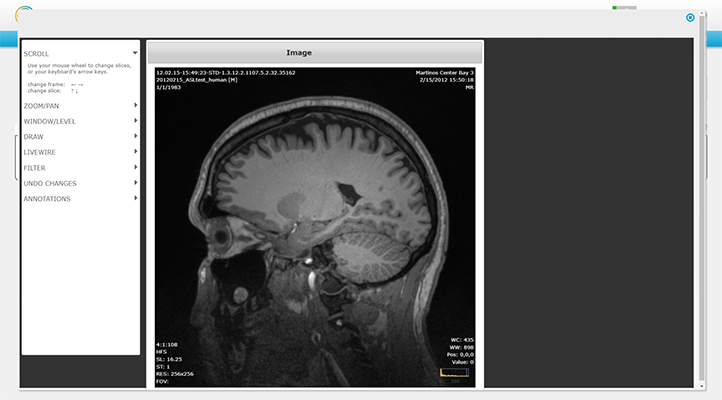 SCROLL
Use your mouse wheel to change slices,
or your keyboard's arrow keys.
change frame: ←→
change slice: ↑↓
ZOOM/PAN
WINDOW/LEVEL
DRAW
LIVEWIRE
FILTER
UNDO CHANGES
ANNOTATIONS
Image
12.02.15-15:49:23-STD-1.3.12.2.1107.5.2.32.35162
20120215_ASLtest_human [M]
1/1/1983
Martinos Center Bay 3
2/15/2012 15:50:18
MR
4:1:108
HFS
SL: 16.25
ST: 1
RES: 256x256
FOV:
WC: 435
WW: 898
Pos: 0,0,0
Value: 0